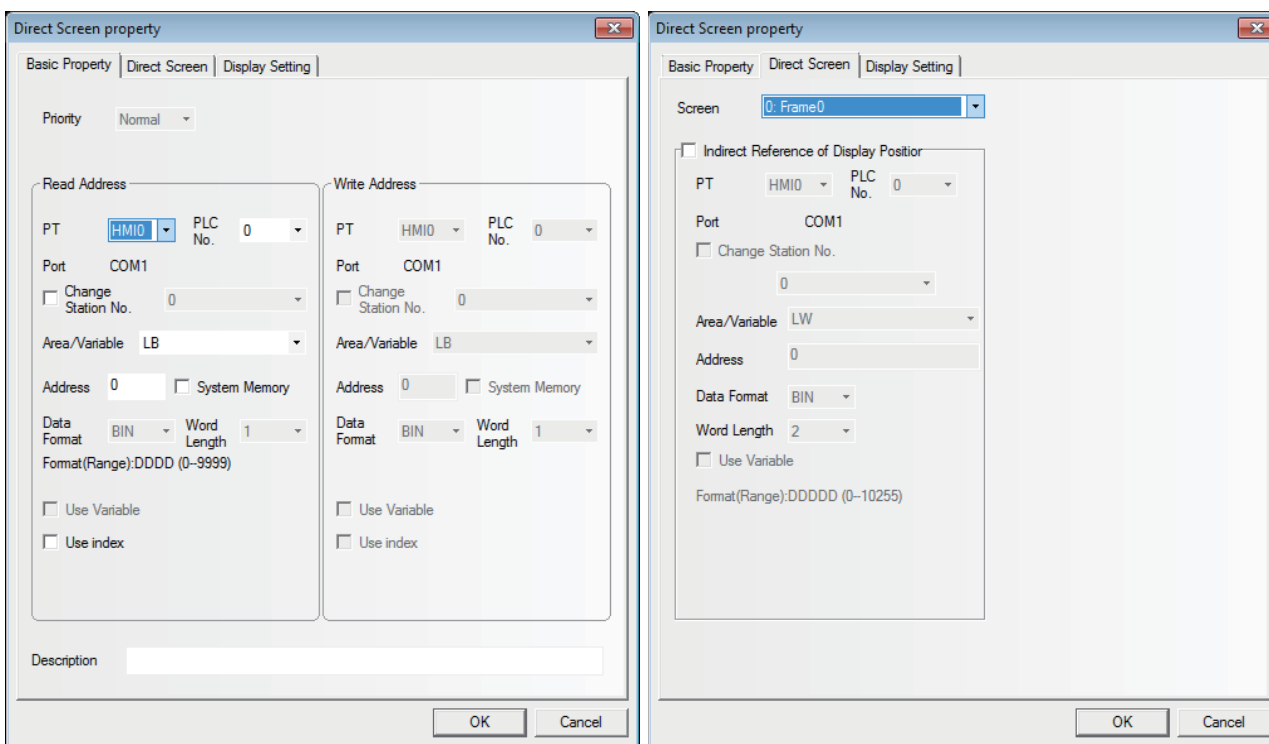 Direct Screen property
Basic Property Direct Screen Display Setting
Priority Normal
Read Address
PT HMI0 PLC No. 0
Port COM1
Change Station No. 0
Area/Variable LB
Address 0 System Memory
Data Format BIN Word Length 1
Format(Range):DDDD (0--9999)
Use Variable
Use index
Write Address
PT HMI0 PLC No. 0
Port COM1
Change Station No. 0
Area/Variable LB
Address 0 System Memory
Data Format BIN Word Length 1
Use Variable
Use index
Description
OK Cancel
Direct Screen property
Basic Property Direct Screen Display Setting
Screen 0: Frame0
Indirect Reference of Display Positior
PT HMI0 PLC No. 0
Port COM1
Change Station No.
0
Area/Variable LW
Address 0
Data Format BIN
Word Length 2
Use Variable
Format(Range):DDDDD (0--10255)
OK Cancel